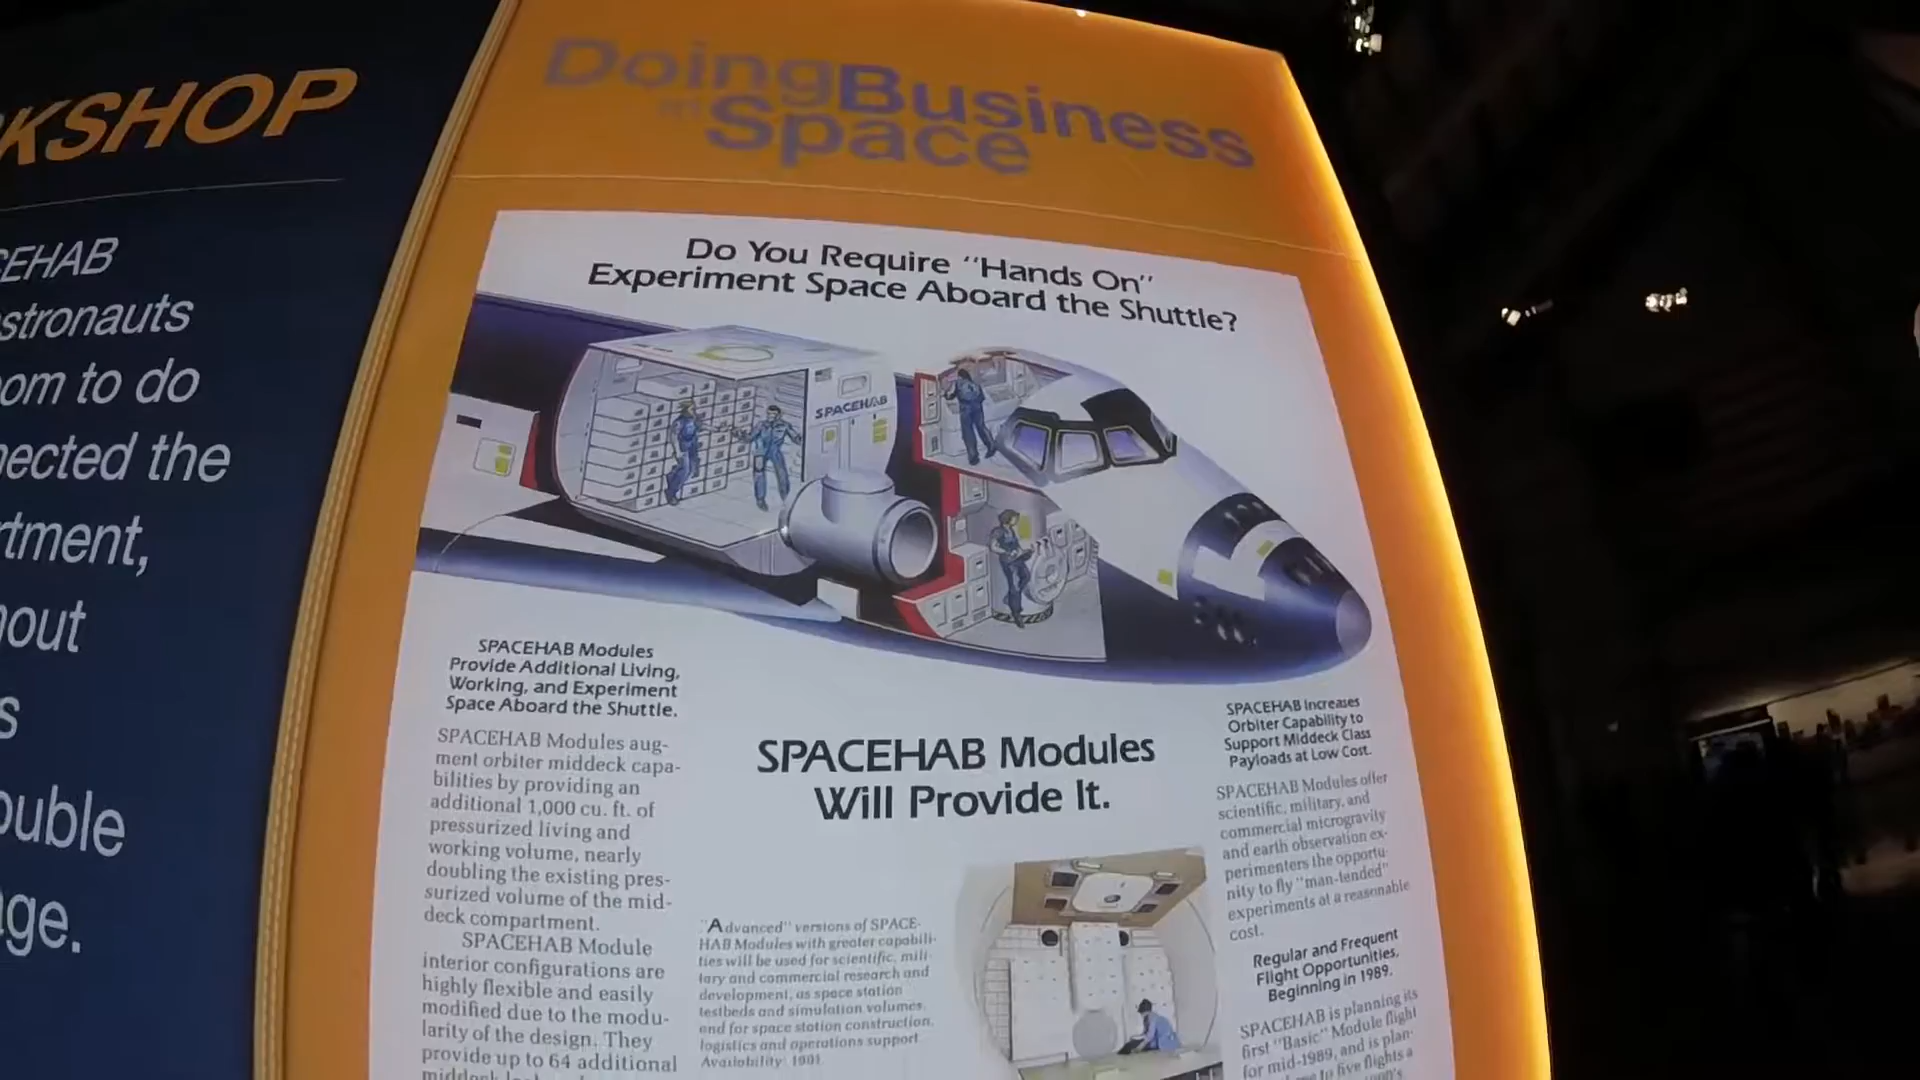 KSHOP
CEHAB
astronauts
oom to do
nected the
rtment,
hout
s
ouble
age.
Doing Business
in Space
Do You Require "Hands On"
Experiment Space Aboard the Shuttle?
SPACEHAB
SPACEHAB Modules
Provide Additional Living,
Working, and Experiment
Space Aboard the Shuttle.
SPACEHAB Modules aug-
ment orbiter middeck capa-
bilities by providing an
additional 1,000 cu. ft. of
pressurized living and
working volume, nearly
doubling the existing pres-
surized volume of the mid-
deck compartment.
SPACEHAB Module
interior configurations are
highly flexible and easily
modified due to the modu-
larity of the design. They
provide up to 64 additional
SPACEHAB Modules
Will Provide It.
"Advanced" versions of SPACE-
HAB Modules with greater capabili-
ties will be used for scientific, mili-
tary and commercial research and
development, as space station
testbeds and simulation volumes,
and for space station construction,
logistics and operations support.
Availability: 1991.
SPACEHAB Increases
Orbiter Capability to
Support Middeck Class
Payloads at Low Cost.
SPACEHAB Modules offer
scientific, military, and
commercial microgravity
and earth observation ex-
perimenters the opportu-
nity to fly "man-tended"
experiments at a reasonable
cost.
Regular and Frequent
Flight Opportunities,
Beginning in 1989.
SPACEHAB is planning its
first "Basic" Module flight
for mid-1989, and is plan-
to five flights a